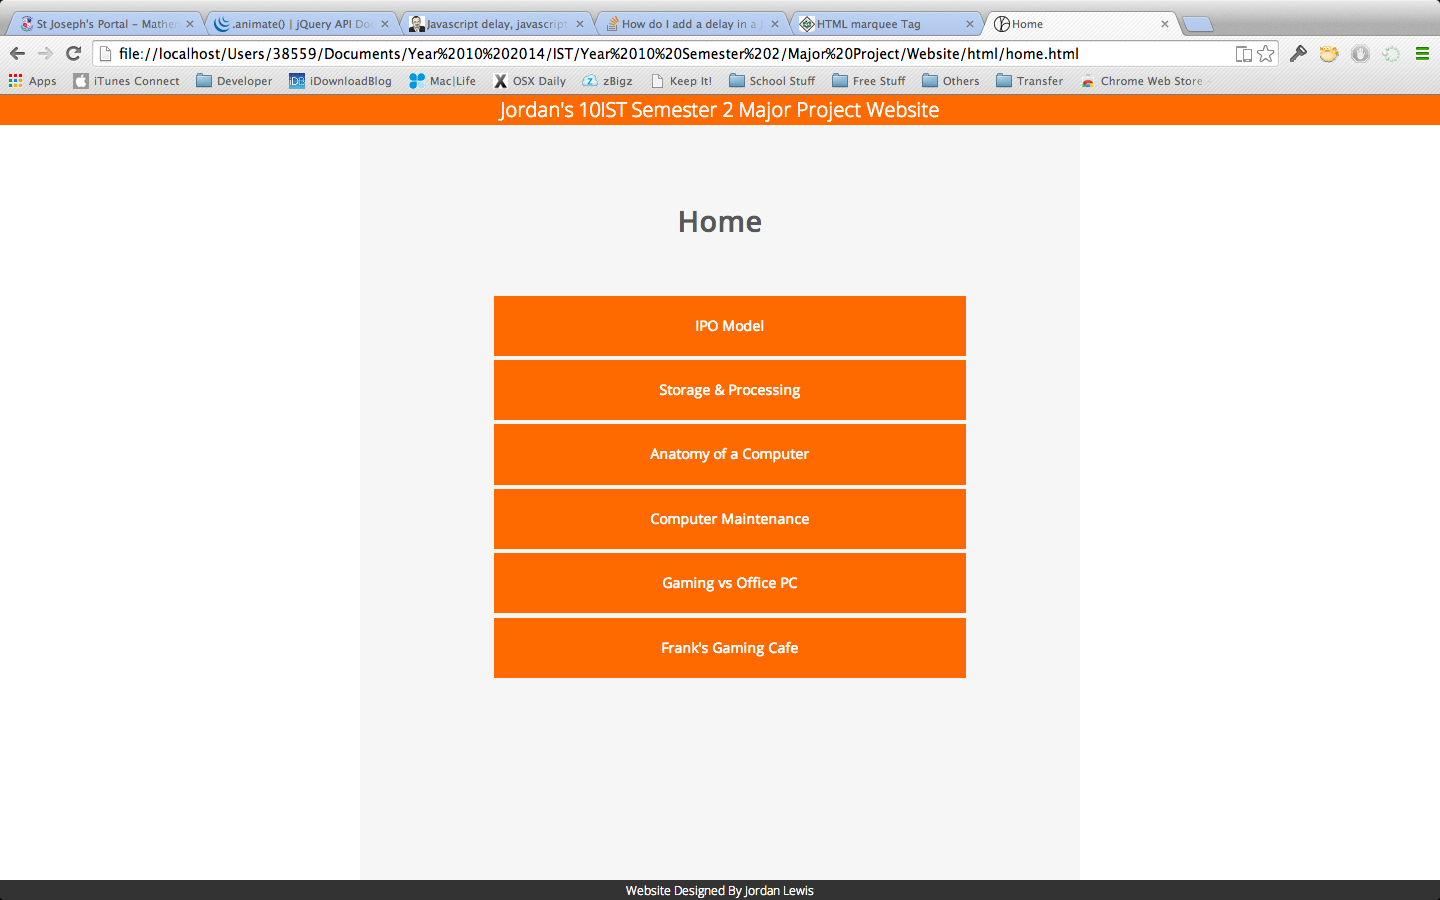 St Joseph's Portal – Mather
.animate() | jQuery API Doc
Javascript delay, javascript
How do I add a delay in a
HTML marquee Tag
Home
file://localhost/Users/38559/Documents/Year%2010%202014/IST/Year%2010%20Semester%202/Major%20Project/Website/html/home.html
Apps
iTunes Connect
Developer
iDB iDownloadBlog
Mac|Life
X OSX Daily
Z zBigz
Keep It!
School Stuff
Free Stuff
Others
Transfer
Chrome Web Store
Jordan's 10IST Semester 2 Major Project Website
Home
IPO Model
Storage & Processing
Anatomy of a Computer
Computer Maintenance
Gaming vs Office PC
Frank's Gaming Cafe
Website Designed By Jordan Lewis